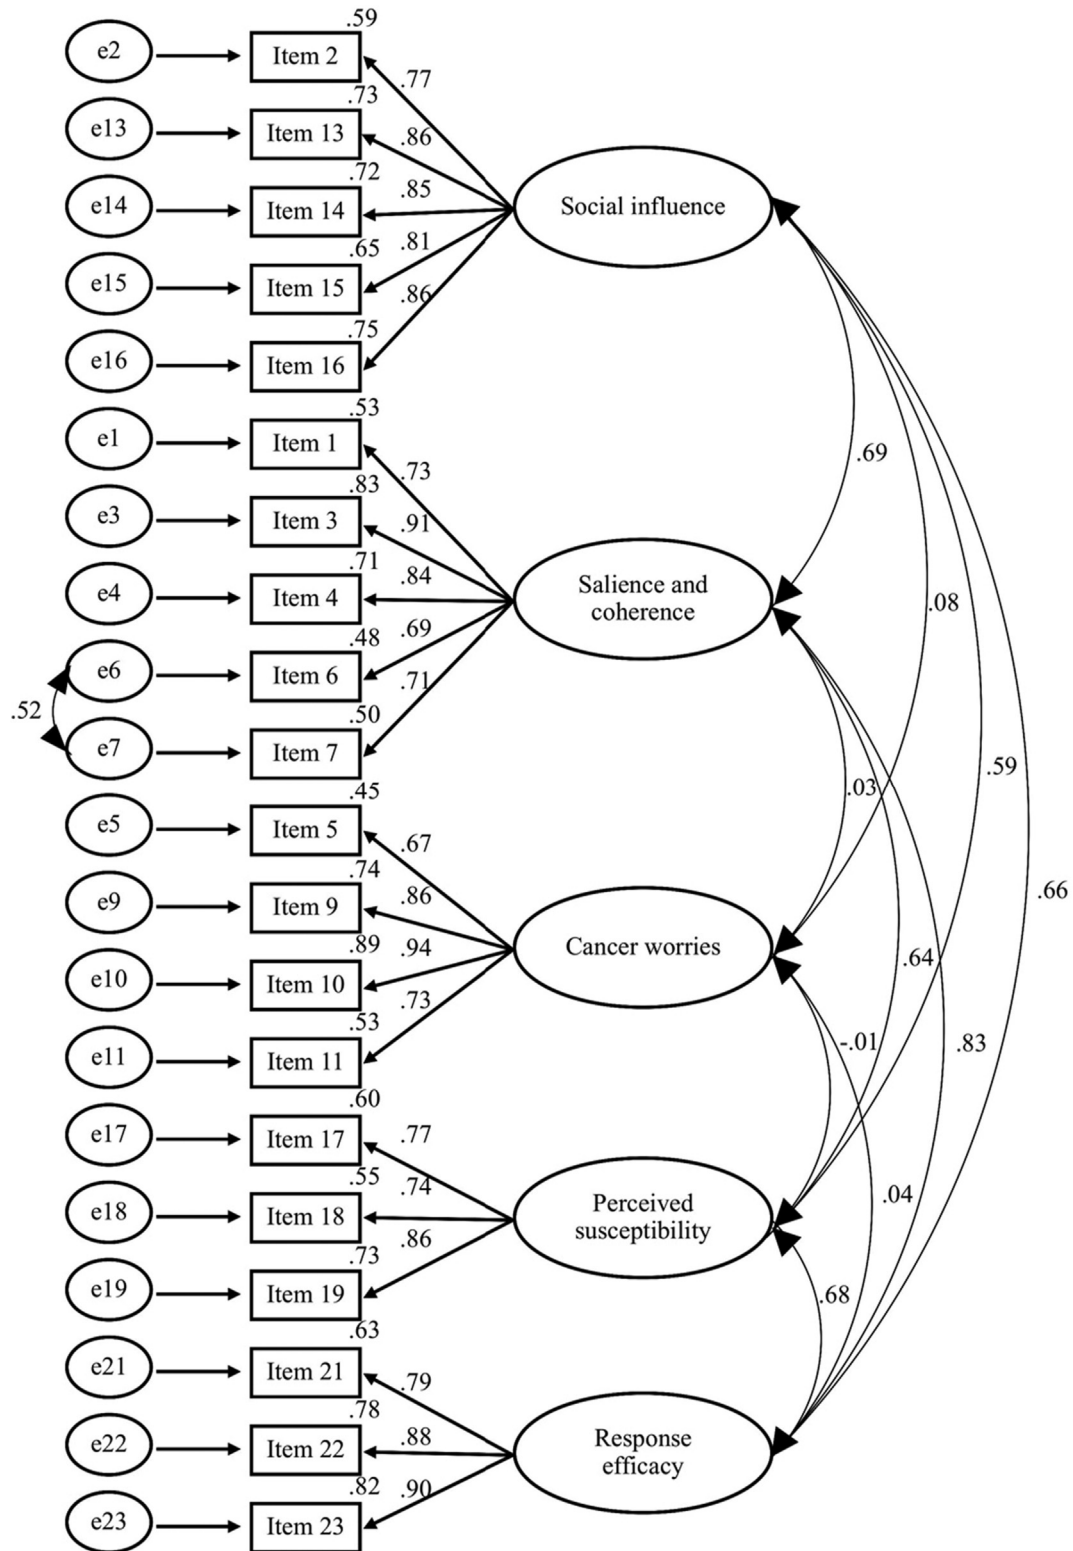 .59
e2
Item 2
.77
.73
e13
Item 13
.86
.72
e14
Item 14
.85
Social influence
.65
.81
e15
Item 15
.86
.75
e16
Item 16
.53
e1
Item 1
.73
.69
.83
e3
Item 3
.91
.71
e4
Item 4
.84
Salience and
coherence
.08
.48
.69
e6
Item 6
.71
.52
.50
e7
Item 7
.59
.45
.03
e5
Item 5
.67
.74
e9
Item 9
.86
.66
.89
.94
Cancer worries
.64
e10
Item 10
.73
.53
-.01
.83
e11
Item 11
.60
e17
Item 17
.77
.55
.74
.04
e18
Item 18
Perceived
susceptibility
.73
.86
e19
Item 19
.68
.63
e21
Item 21
.79
.78
e22
Item 22
.88
Response
efficacy
.82
.90
e23
Item 23